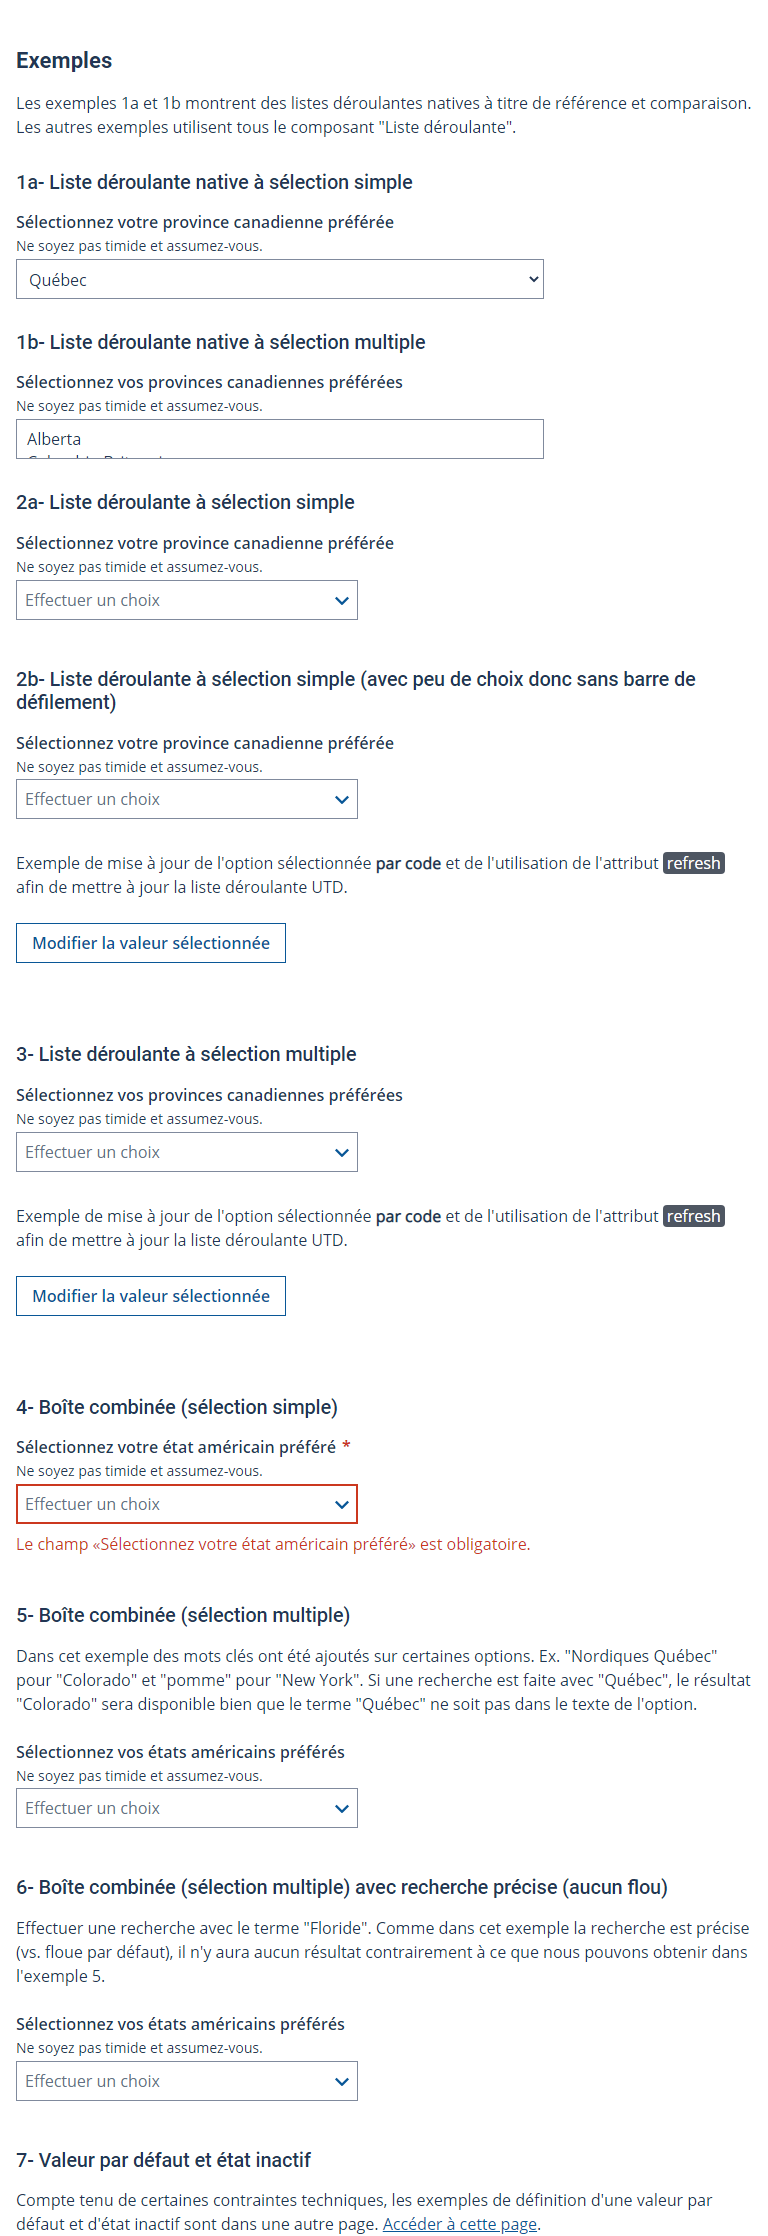 Exemples
Les exemples 1a et 1b montrent des listes déroulantes natives à titre de référence et comparaison.
Les autres exemples utilisent tous le composant "Liste déroulante".
1a- Liste déroulante native à sélection simple
Sélectionnez votre province canadienne préférée
Ne soyez pas timide et assumez-vous.
Québec
1b- Liste déroulante native à sélection multiple
Sélectionnez vos provinces canadiennes préférées
Ne soyez pas timide et assumez-vous.
Alberta
2a- Liste déroulante à sélection simple
Sélectionnez votre province canadienne préférée
Ne soyez pas timide et assumez-vous.
Effectuer un choix
2b- Liste déroulante à sélection simple (avec peu de choix donc sans barre de
défilement)
Sélectionnez votre province canadienne préférée
Ne soyez pas timide et assumez-vous.
Effectuer un choix
Exemple de mise à jour de l'option sélectionnée par code et de l'utilisation de l'attribut refresh
afin de mettre à jour la liste déroulante UTD.
Modifier la valeur sélectionnée
3- Liste déroulante à sélection multiple
Sélectionnez vos provinces canadiennes préférées
Ne soyez pas timide et assumez-vous.
Effectuer un choix
Exemple de mise à jour de l'option sélectionnée par code et de l'utilisation de l'attribut refresh
afin de mettre à jour la liste déroulante UTD.
Modifier la valeur sélectionnée
4- Boîte combinée (sélection simple)
Sélectionnez votre état américain préféré *
Ne soyez pas timide et assumez-vous.
Effectuer un choix
Le champ «Sélectionnez votre état américain préféré» est obligatoire.
5- Boîte combinée (sélection multiple)
Dans cet exemple des mots clés ont été ajoutés sur certaines options. Ex. "Nordiques Québec"
pour "Colorado" et "pomme" pour "New York". Si une recherche est faite avec "Québec", le résultat
"Colorado" sera disponible bien que le terme "Québec" ne soit pas dans le texte de l'option.
Sélectionnez vos états américains préférés
Ne soyez pas timide et assumez-vous.
Effectuer un choix
6- Boîte combinée (sélection multiple) avec recherche précise (aucun flou)
Effectuer une recherche avec le terme "Floride". Comme dans cet exemple la recherche est précise
(vs. floue par défaut), il n'y aura aucun résultat contrairement à ce que nous pouvons obtenir dans
l'exemple 5.
Sélectionnez vos états américains préférés
Ne soyez pas timide et assumez-vous.
Effectuer un choix
7- Valeur par défaut et état inactif
Compte tenu de certaines contraintes techniques, les exemples de définition d'une valeur par
défaut et d'état inactif sont dans une autre page. Accéder à cette page.